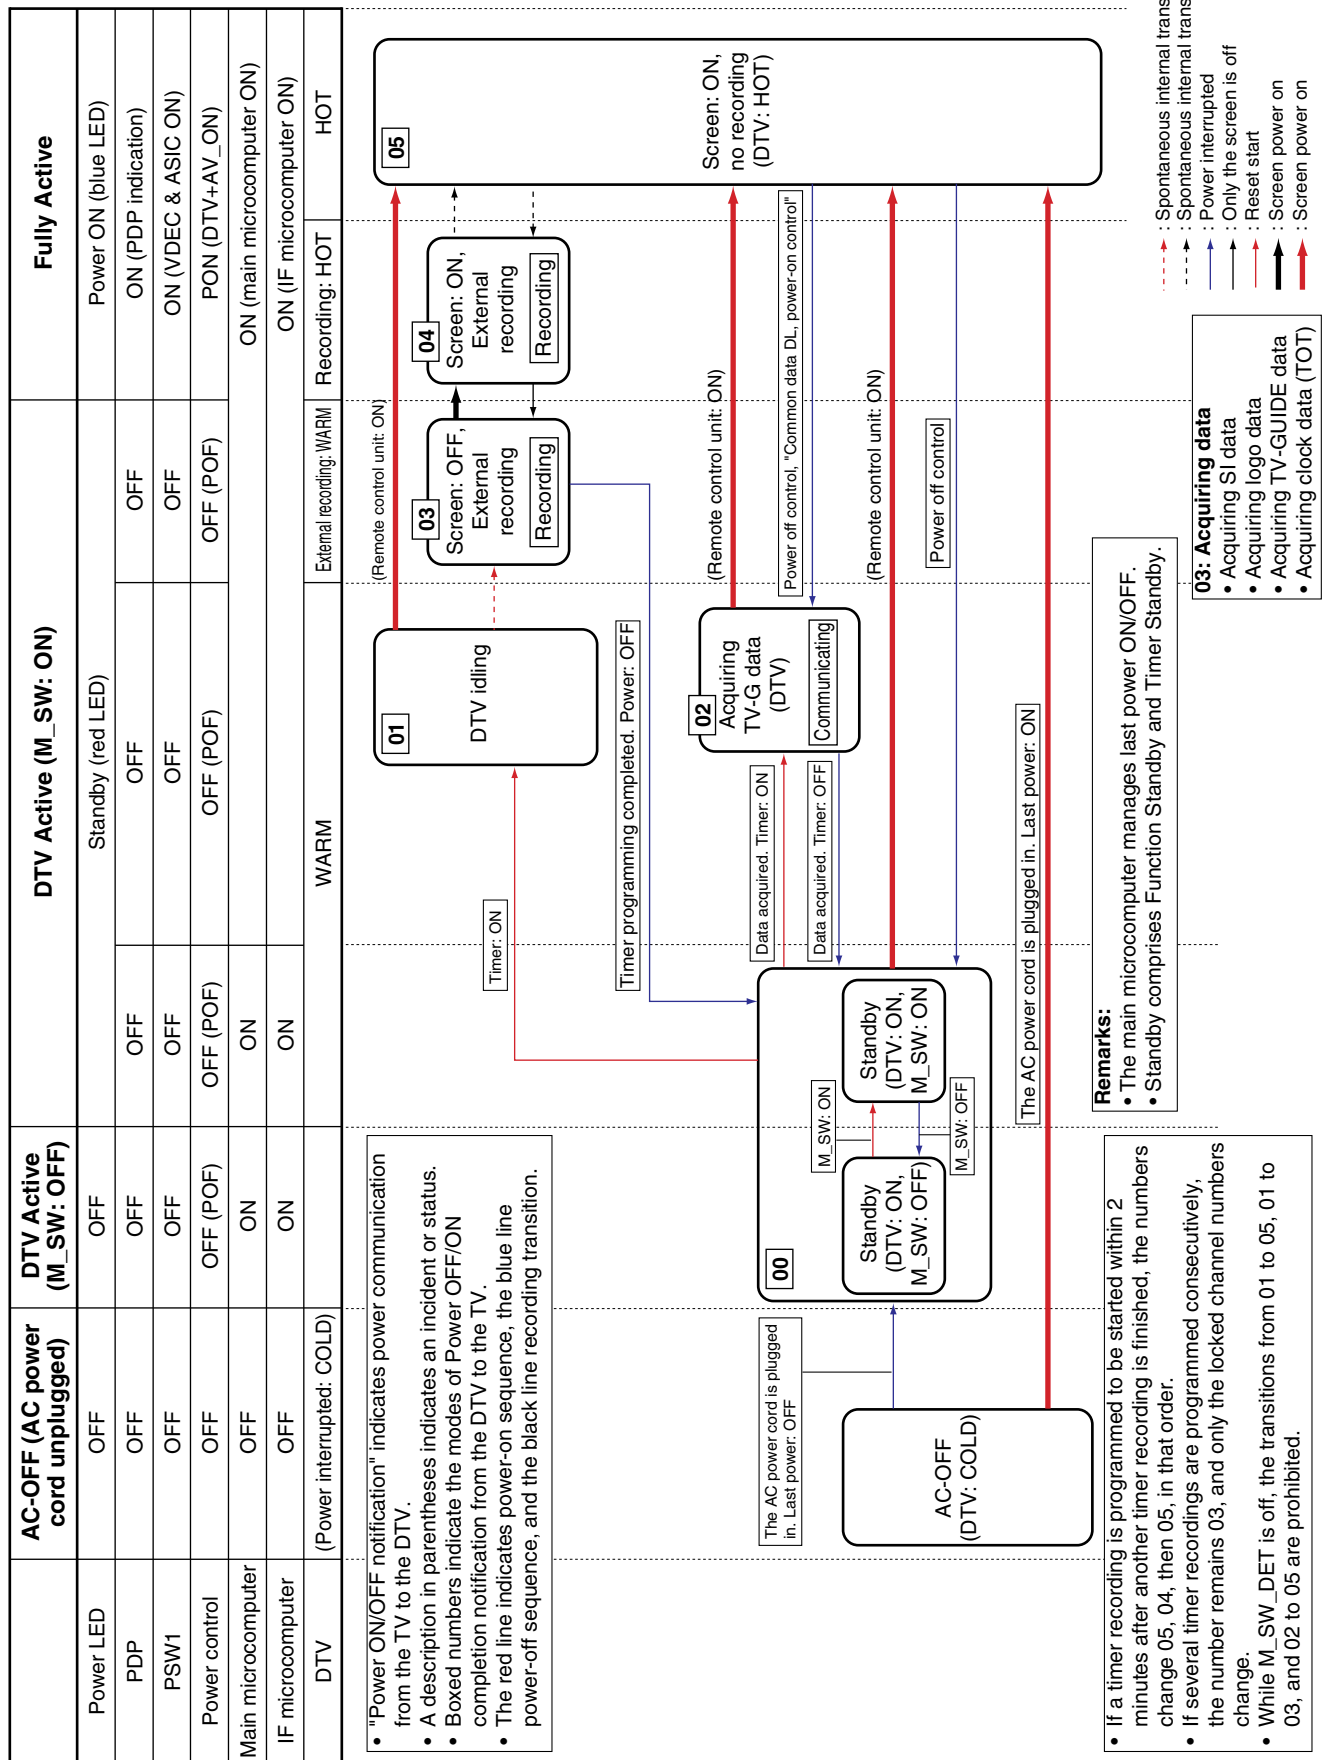 AC-OFF (AC power
cord unplugged)
DTV Active
(M_SW: OFF)
DTV Active (M_SW: ON)
Fully Active
Power LED
OFF
OFF
Standby (red LED)
Power ON (blue LED)
PDP
OFF
OFF
OFF
OFF
OFF
ON (PDP indication)
PSW1
OFF
OFF
OFF
OFF
OFF
ON (VDEC & ASIC ON)
Power control
OFF
OFF (POF)
OFF (POF)
OFF (POF)
OFF (POF)
PON (DTV+AV_ON)
Main microcomputer
OFF
ON
ON
ON (main microcomputer ON)
IF microcomputer
OFF
ON
ON
ON (IF microcomputer ON)
DTV
(Power interrupted: COLD)
WARM
External recording: WARM
Recording: HOT
HOT
• "Power ON/OFF notification" indicates power communication
from the TV to the DTV.
• A description in parentheses indicates an incident or status.
• Boxed numbers indicate the modes of Power OFF/ON
completion notification from the DTV to the TV.
• The red line indicates power-on sequence, the blue line
power-off sequence, and the black line recording transition.
01
DTV idling
Timer: ON
(Remote control unit: ON)
03
Screen: OFF,
External
recording
Recording
04
Screen: ON,
External
recording
Recording
05
Screen: ON,
no recording
(DTV: HOT)
Timer programming completed. Power: OFF
02
Acquiring
TV-G data
(DTV)
Communicating
(Remote control unit: ON)
Power off control, "Common data DL, power-on control"
Data acquired. Timer: ON
Data acquired. Timer: OFF
00
Standby
(DTV: ON,
M_SW: OFF)
M_SW: ON
M_SW: OFF
Standby
(DTV: ON,
M_SW: ON
(Remote control unit: ON)
Power off control
The AC power cord is plugged
in. Last power: OFF
AC-OFF
(DTV: COLD)
The AC power cord is plugged in. Last power: ON
Remarks:
• The main microcomputer manages last power ON/OFF.
• Standby comprises Function Standby and Timer Standby.
• If a timer recording is programmed to be started within 2
minutes after another timer recording is finished, the numbers
change 05, 04, then 05, in that order.
• If several timer recordings are programmed consecutively,
the number remains 03, and only the locked channel numbers
change.
• While M_SW_DET is off, the transitions from 01 to 05, 01 to
03, and 02 to 05 are prohibited.
03: Acquiring data
• Acquiring SI data
• Acquiring logo data
• Acquiring TV-GUIDE data
• Acquiring clock data (TOT)
: Spontaneous internal trans
: Spontaneous internal trans
: Power interrupted
: Only the screen is off
: Reset start
: Screen power on
: Screen power on